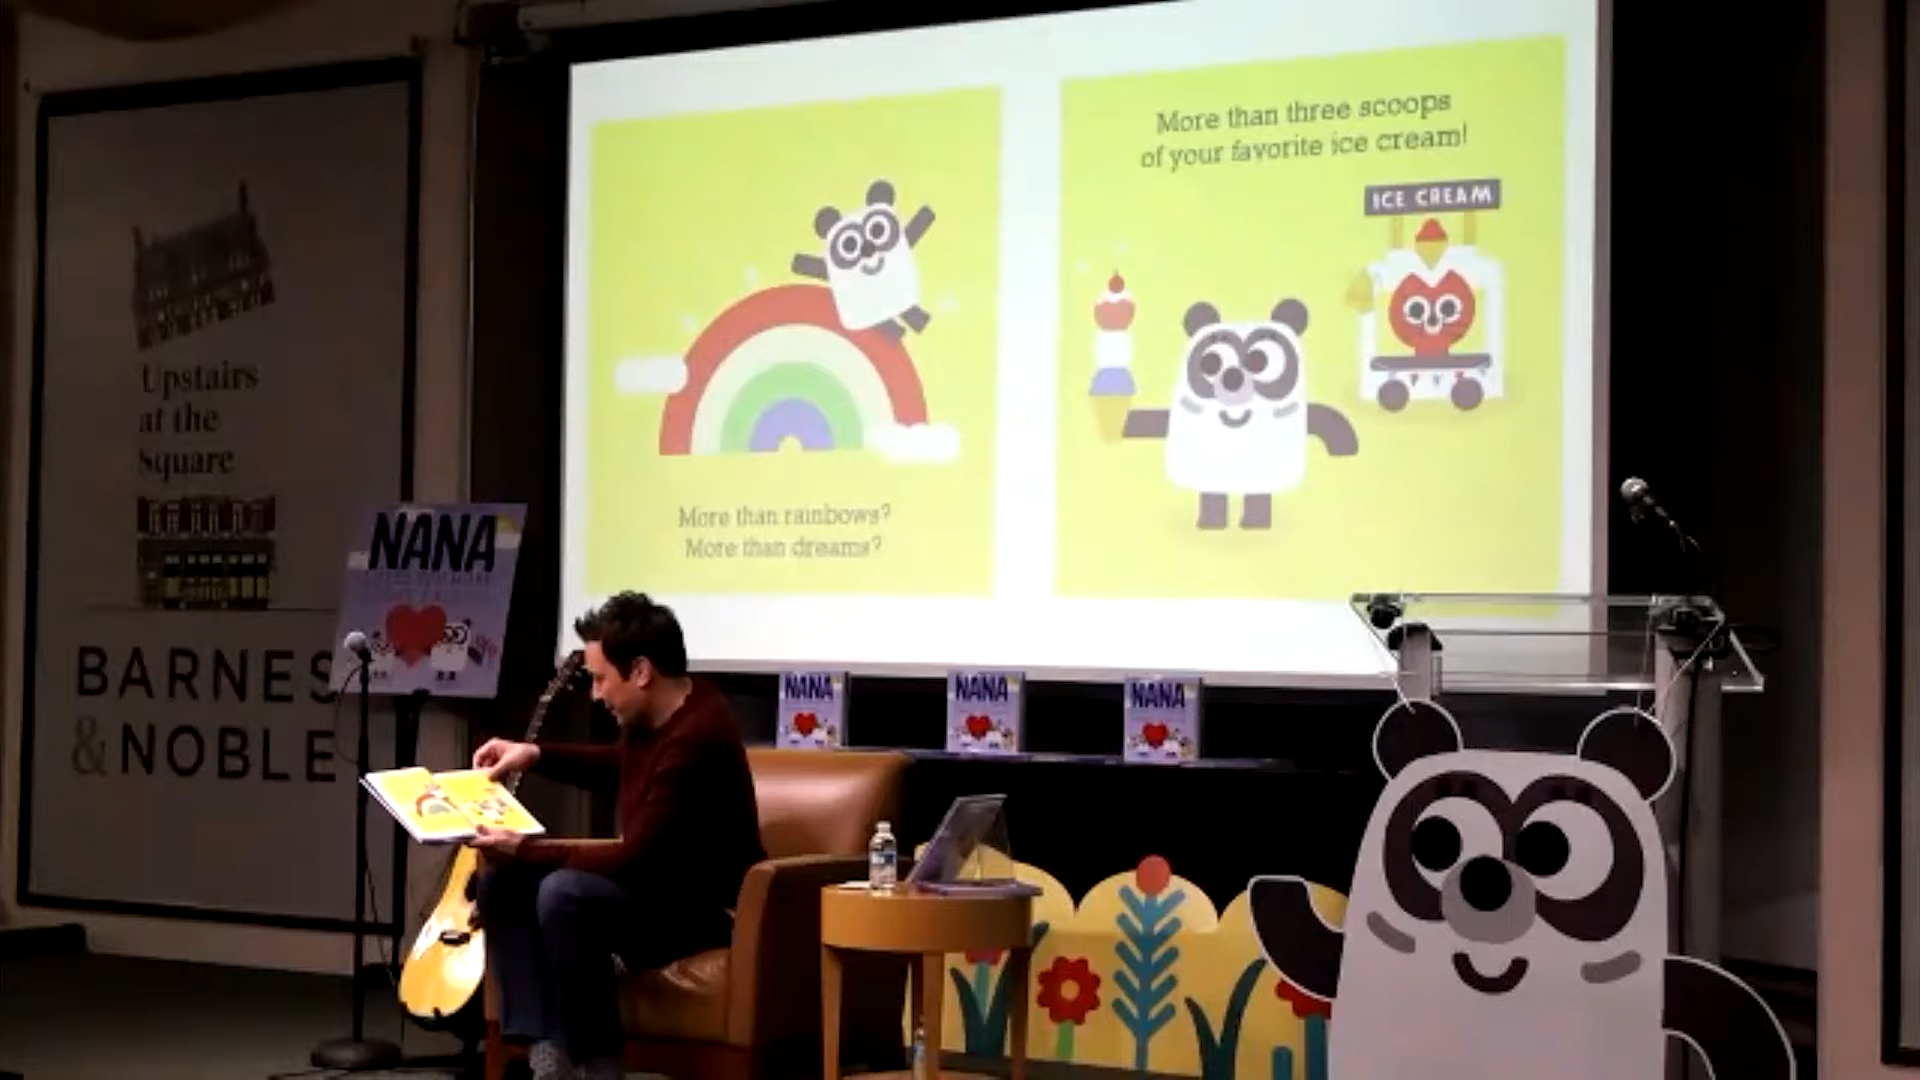 More than three scoops
of your favorite ice cream!
ICE CREAM
More than rainbows?
More than dreams?
Upstairs
at the
Square
BARNES
&NOBLE
NANA
NANA
NANA
NANA